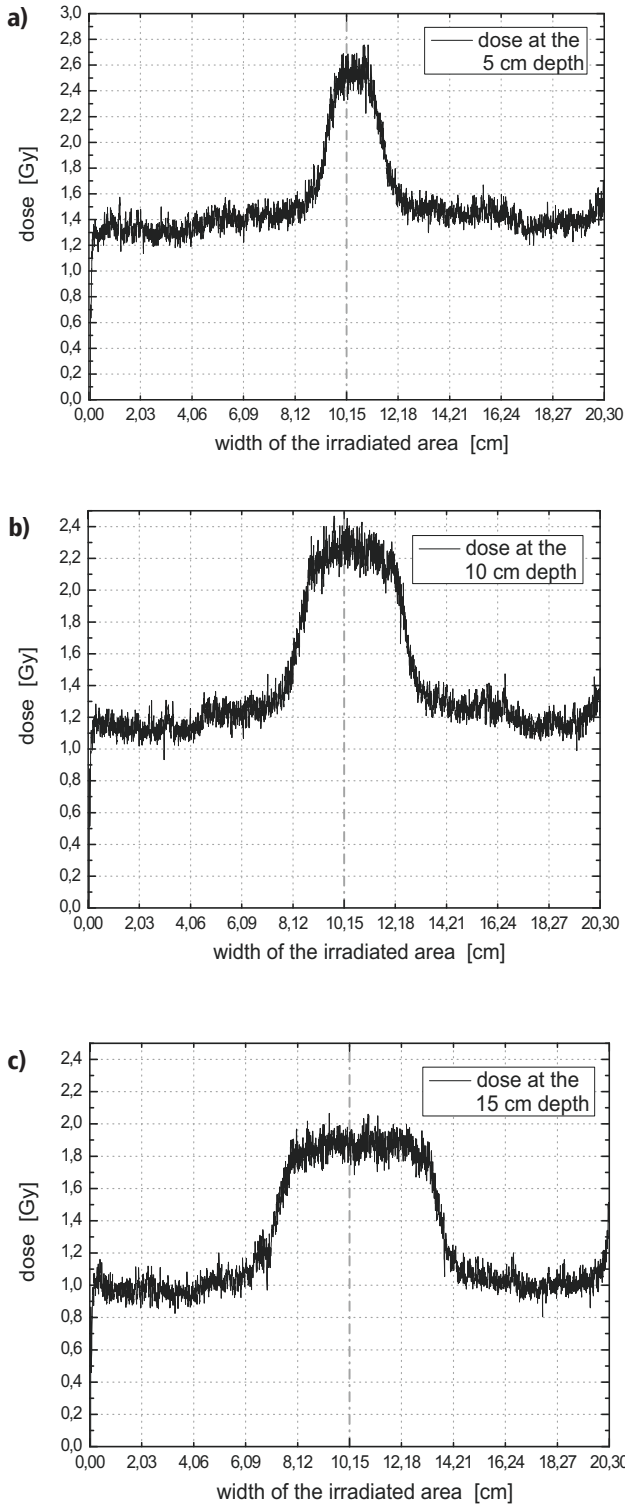 a)
3,0
2,8
2,6
2,4
2,2
2,0
1,8
1,6
1,4
1,2
1,0
0,8
0,6
0,4
0,2
0,0
dose [Gy]
dose at the
5 cm depth
0,00 2,03 4,06 6,09 8,12 10,15 12,18 14,21 16,24 18,27 20,30
width of the irradiated area [cm]
b)
2,4
2,2
2,0
1,8
1,6
1,4
1,2
1,0
0,8
0,6
0,4
0,2
0,0
dose [Gy]
dose at the
10 cm depth
0,00 2,03 4,06 6,09 8,12 10,15 12,18 14,21 16,24 18,27 20,30
width of the irradiated area [cm]
c)
2,4
2,2
2,0
1,8
1,6
1,4
1,2
1,0
0,8
0,6
0,4
0,2
0,0
dose [Gy]
dose at the
15 cm depth
0,00 2,03 4,06 6,09 8,12 10,15 12,18 14,21 16,24 18,27 20,30
width of the irradiated area [cm]